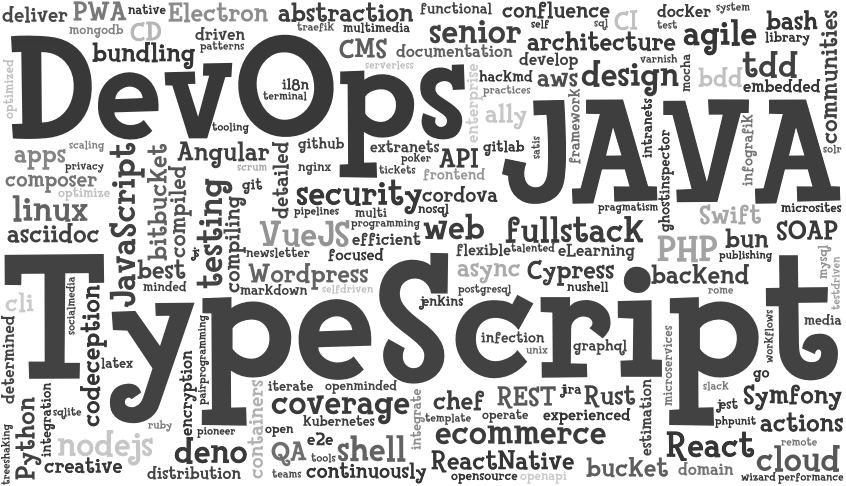 deliver
PWA
native
Electron
abstraction
functional
confluence
docker
system
mongodb
CD
traefik
multimedia
self
sql
CI
test
bash
driven
patterns
CMS
documentation
senior
architecture
agile
library
communities
bundling
serverless
develop
varnish
mocha
bdd
tdd
optimized
DevOps
i18n
terminal
enterprise
hackmd
practices
aws
design
embedded
tooling
a11y
JAVA
satis
framework
intranets
ghostinspector
infografik
solr
scaling
apps
privacy
composer
optimize
JavaScript
bitbucket
compiled
Angular
scrum
git
detailed
github
nginx
extranets
poker
tickets
API
frontend
gitlab
linux
asciidoc
testing
compiling
security
cordova
pipelines
multi
nosql
programming
pragmatism
Swift
microsites
VueJS
efficient
web
fullstack
PHP
bun
SOAP
publishing
js
newsletter
focused
flexible
talented
eLearning
best
minded
Wordpress
markdown
selfdriven
async
postgresql
Cypress
nushell
backend
rome
mysql
testdriven
cli
TypeScript
socialmedia
codeception
jenkins
infection
unix
graphql
workflows
media
determined
latex
encryption
pairprogramming
microservices
slack
go
iterate
openminded
integrate
chef
REST
jra
Rust
estimation
Symfony
Python
integration
sqlite
containers
coverage
Kubernetes
template
operate
experienced
jest
phpunit
actions
treeshaking
nodejs
ruby
pioneer
open
e2e
ecommerce
React
remote
creative
deno
QA
tools
shell
ReactNative
cloud
distribution
teams
continuously
opensource
openapi
bucket
domain
wizard
performance